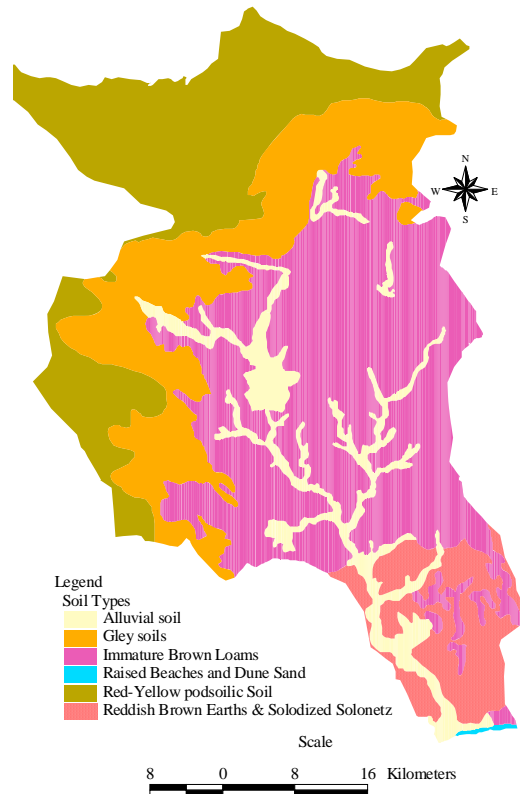 N
W E
S
Legend
Soil Types
Alluvial soil
Gley soils
Immature Brown Loams
Raised Beaches and Dune Sand
Red-Yellow podsoilic Soil
Reddish Brown Earths & Solodized Solonetz
Scale
8 0 8 16 Kilometers